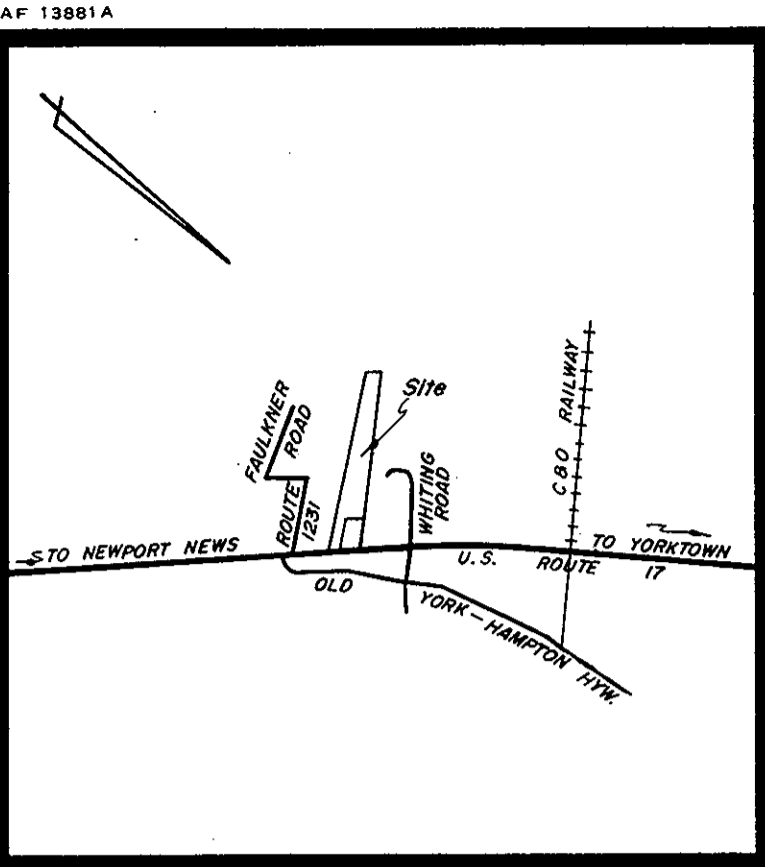 AF 13881A
FAULKNER
ROAD
Site
C&O RAILWAY
WHITING
ROAD
ROUTE
1231
TO NEWPORT NEWS
U.S. ROUTE 17
TO YORKTOWN
OLD YORK-HAMPTON HYW.